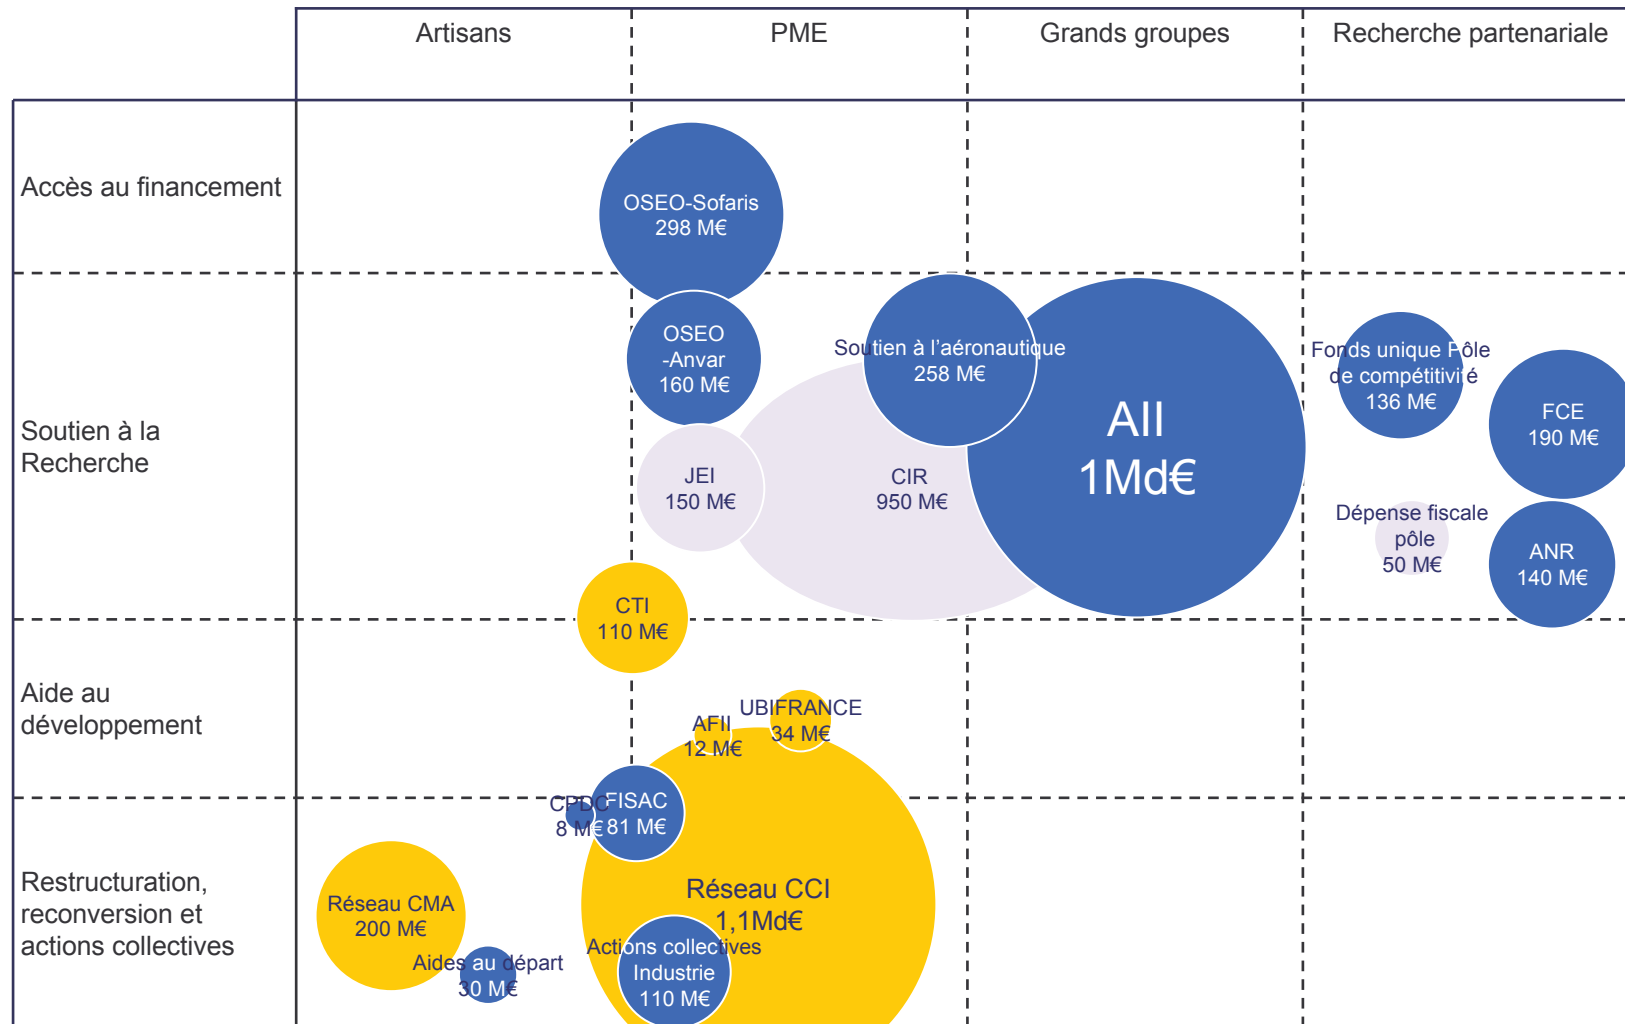 Artisans
PME
Grands groupes
Recherche partenariale
Accès au financement
OSEO-Sofaris
298 M€
Soutien à la
Recherche
OSEO
-Anvar
160 M€
Soutien à l’aéronautique
258 M€
AII
1Md€
Fonds unique Pôle
de compétitivité
136 M€
FCE
190 M€
JEI
150 M€
CIR
950 M€
Dépense fiscale
pôle
50 M€
ANR
140 M€
CTI
110 M€
Aide au
développement
AFII
12 M€
UBIFRANCE
34 M€
CPDC
8 M€
FISAC
81 M€
Restructuration,
reconversion et
actions collectives
Réseau CMA
200 M€
Aides au départ
30 M€
Réseau CCI
1,1Md€
Actions collectives
Industrie
110 M€